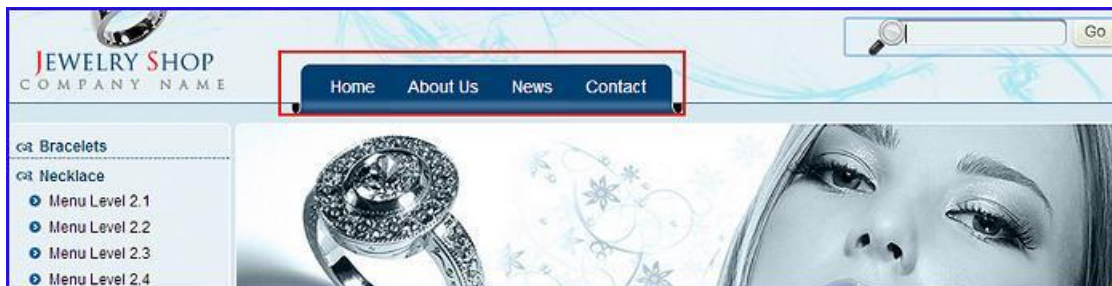 JEWELRY SHOP
COMPANY NAME
Home About Us News Contact
Go
Bracelets
Necklace
Menu Level 2.1
Menu Level 2.2
Menu Level 2.3
Menu Level 2.4